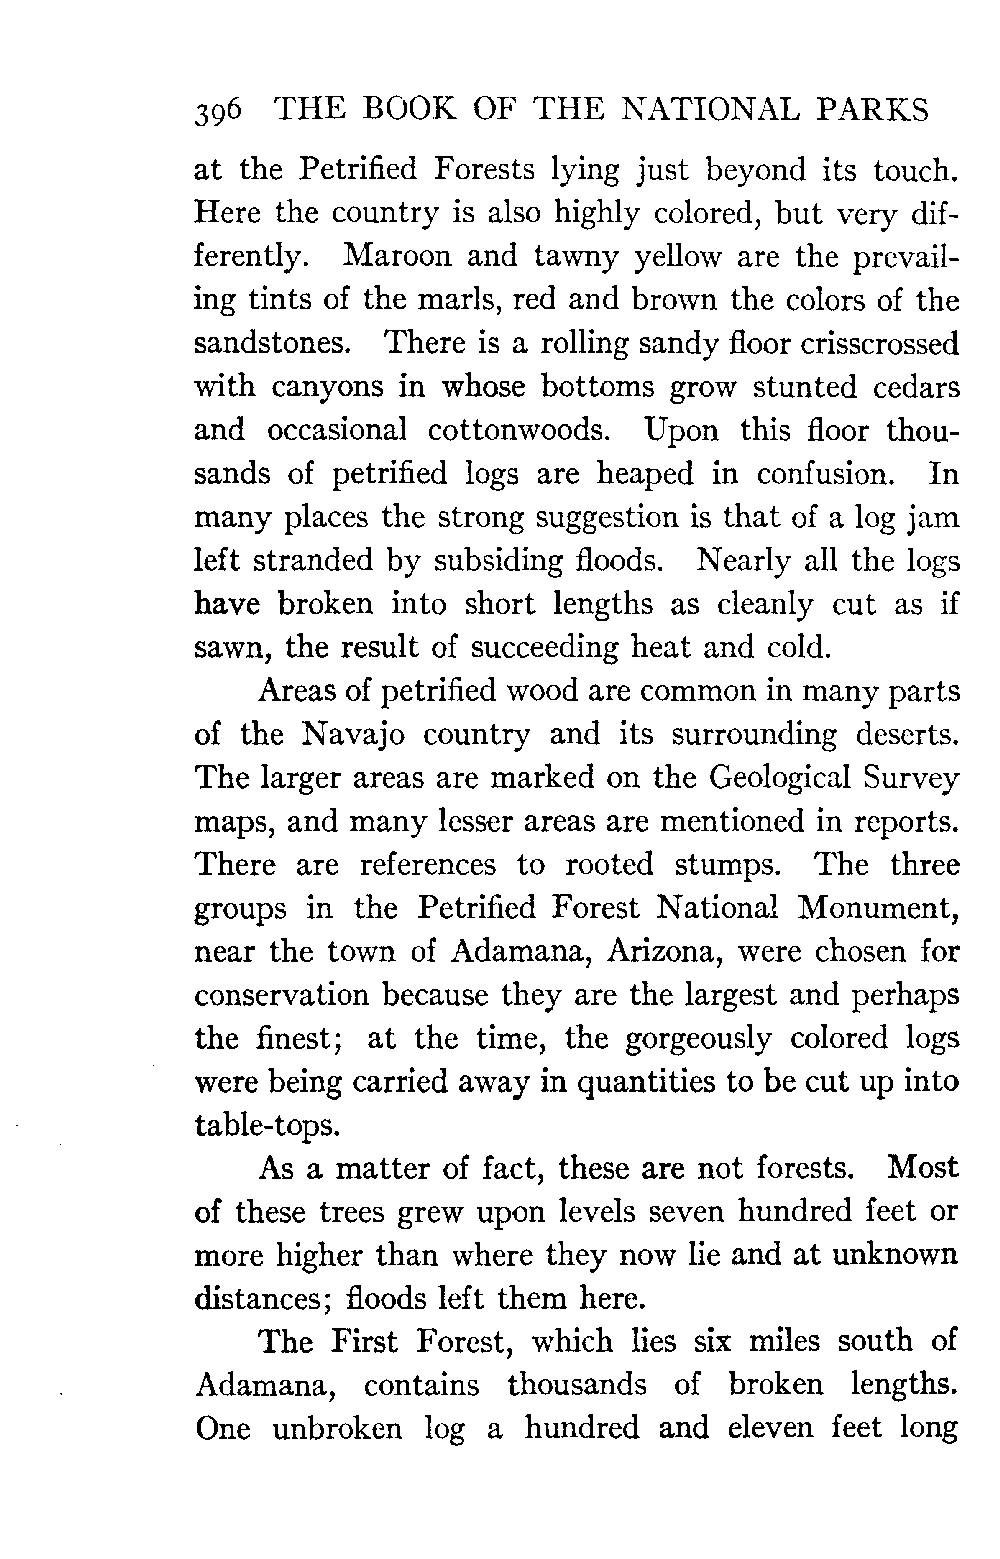 396 THE BOOK OF THE NATIONAL PARKS
at the Petrified Forests lying just beyond its touch.
Here the country is also highly colored, but very dif-
ferently. Maroon and tawny yellow are the prevail-
ing tints of the marls, red and brown the colors of the
sandstones. There is a rolling sandy floor crisscrossed
with canyons in whose bottoms grow stunted cedars
and occasional cottonwoods. Upon this floor thou-
sands of petrified logs are heaped in confusion. In
many places the strong suggestion is that of a log jam
left stranded by subsiding floods. Nearly all the logs
have broken into short lengths as cleanly cut as if
sawn, the result of succeeding heat and cold.
Areas of petrified wood are common in many parts
of the Navajo country and its surrounding deserts.
The larger areas are marked on the Geological Survey
maps, and many lesser areas are mentioned in reports.
There are references to rooted stumps. The three
groups in the Petrified Forest National Monument,
near the town of Adamana, Arizona, were chosen for
conservation because they are the largest and perhaps
the finest; at the time, the gorgeously colored logs
were being carried away in quantities to be cut up into
table-tops.
As a matter of fact, these are not forests. Most
of these trees grew upon levels seven hundred feet or
more higher than where they now lie and at unknown
distances; floods left them here.
The First Forest, which lies six miles south of
Adamana, contains thousands of broken lengths.
One unbroken log a hundred and eleven feet long